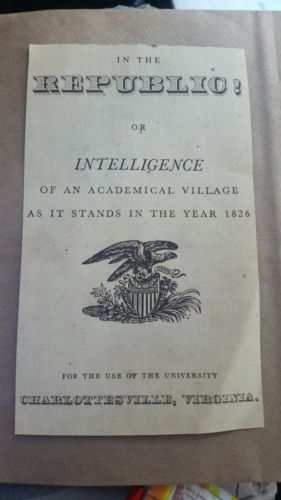 IN THE
REPUBLIC!
OR
INTELLIGENCE
OF AN ACADEMICAL VILLAGE
AS IT STANDS IN THE YEAR 1826
FOR THE USE OF THE UNIVERSITY
CHARLOTTESVILLE, VIRGINIA.